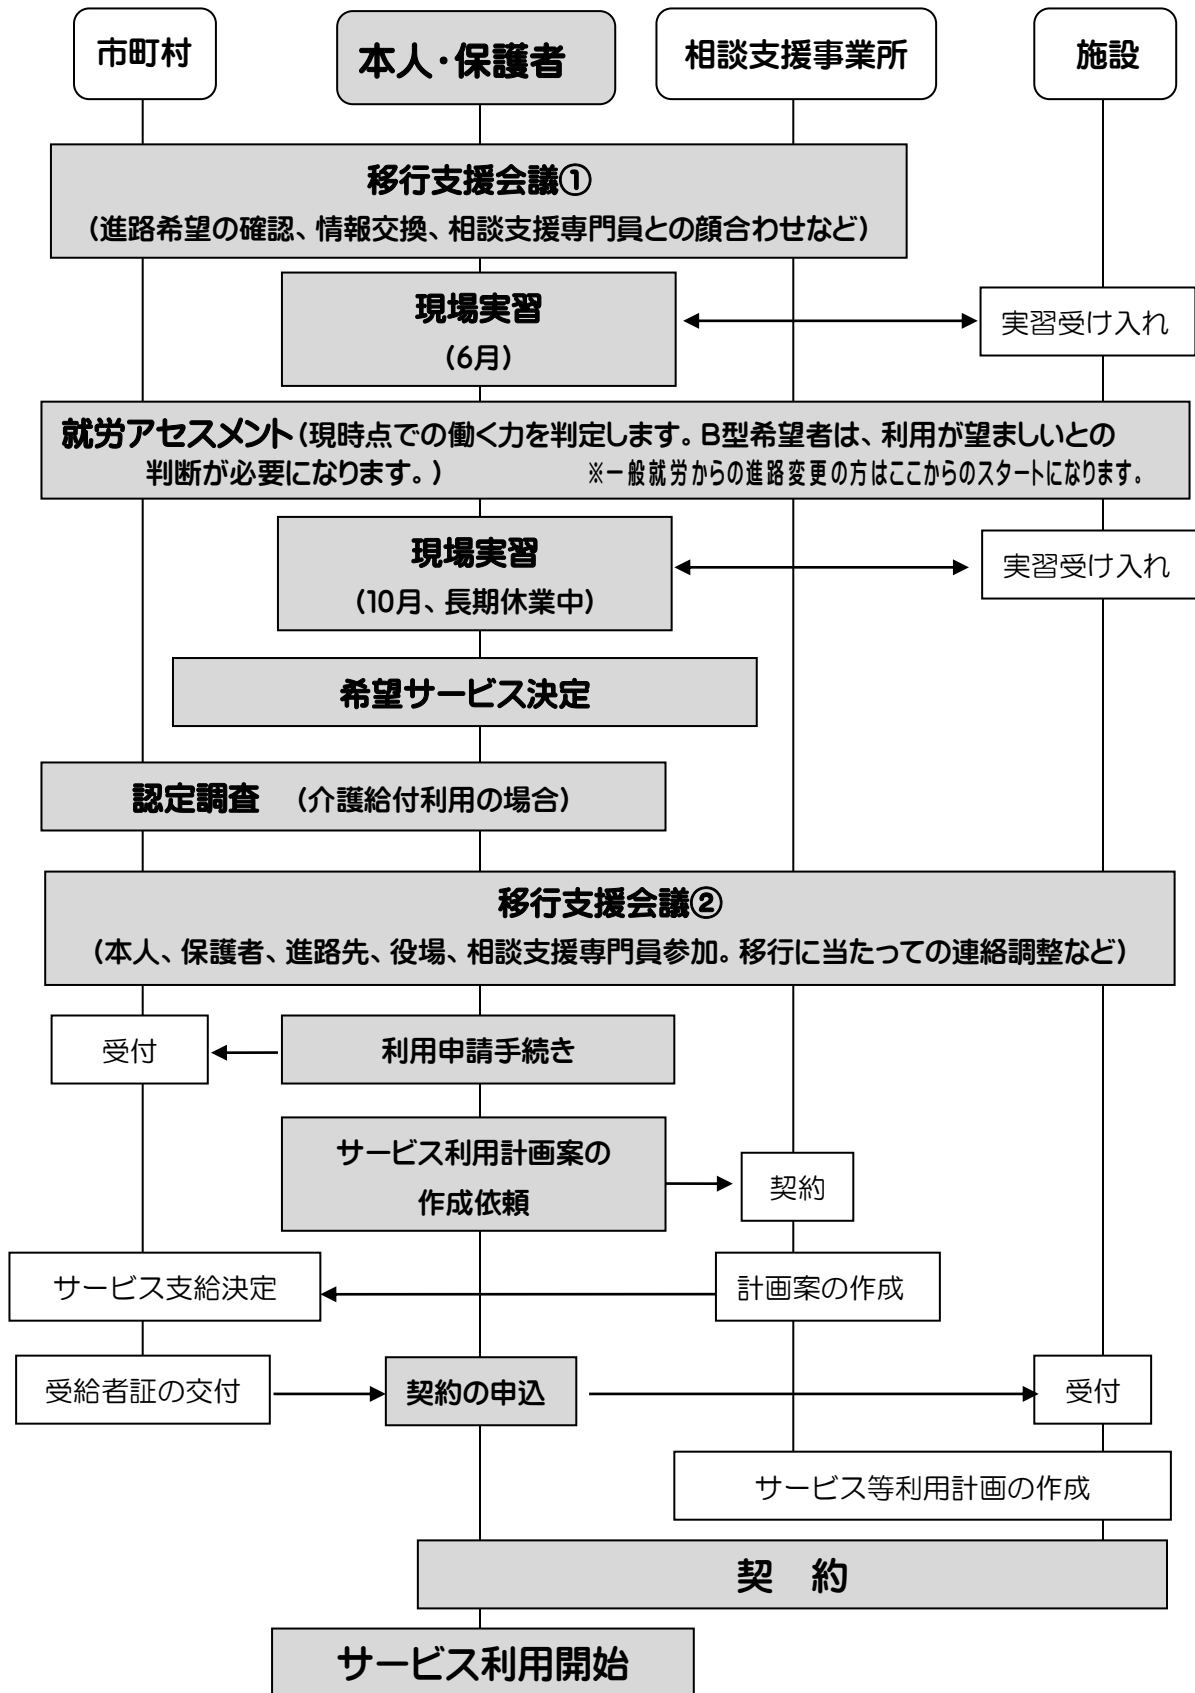 市町村
本人・保護者
相談支援事業所
施設
移行支援会議①
（進路希望の確認、情報交換、相談支援専門員との顔合わせなど）
現場実習
（6月）
実習受け入れ
就労アセスメント（現時点での働く力を判定します。B型希望者は、利用が望ましいとの
判断が必要になります。） ※一般就労からの進路変更の方はここからのスタートになります。
現場実習
（10月、長期休業中）
実習受け入れ
希望サービス決定
認定調査 （介護給付利用の場合）
移行支援会議②
（本人、保護者、進路先、役場、相談支援専門員参加。移行に当たっての連絡調整など）
受付
利用申請手続き
サービス利用計画案の
作成依頼
契約
サービス支給決定
計画案の作成
受給者証の交付
契約の申込
受付
サービス等利用計画の作成
契 約
サービス利用開始